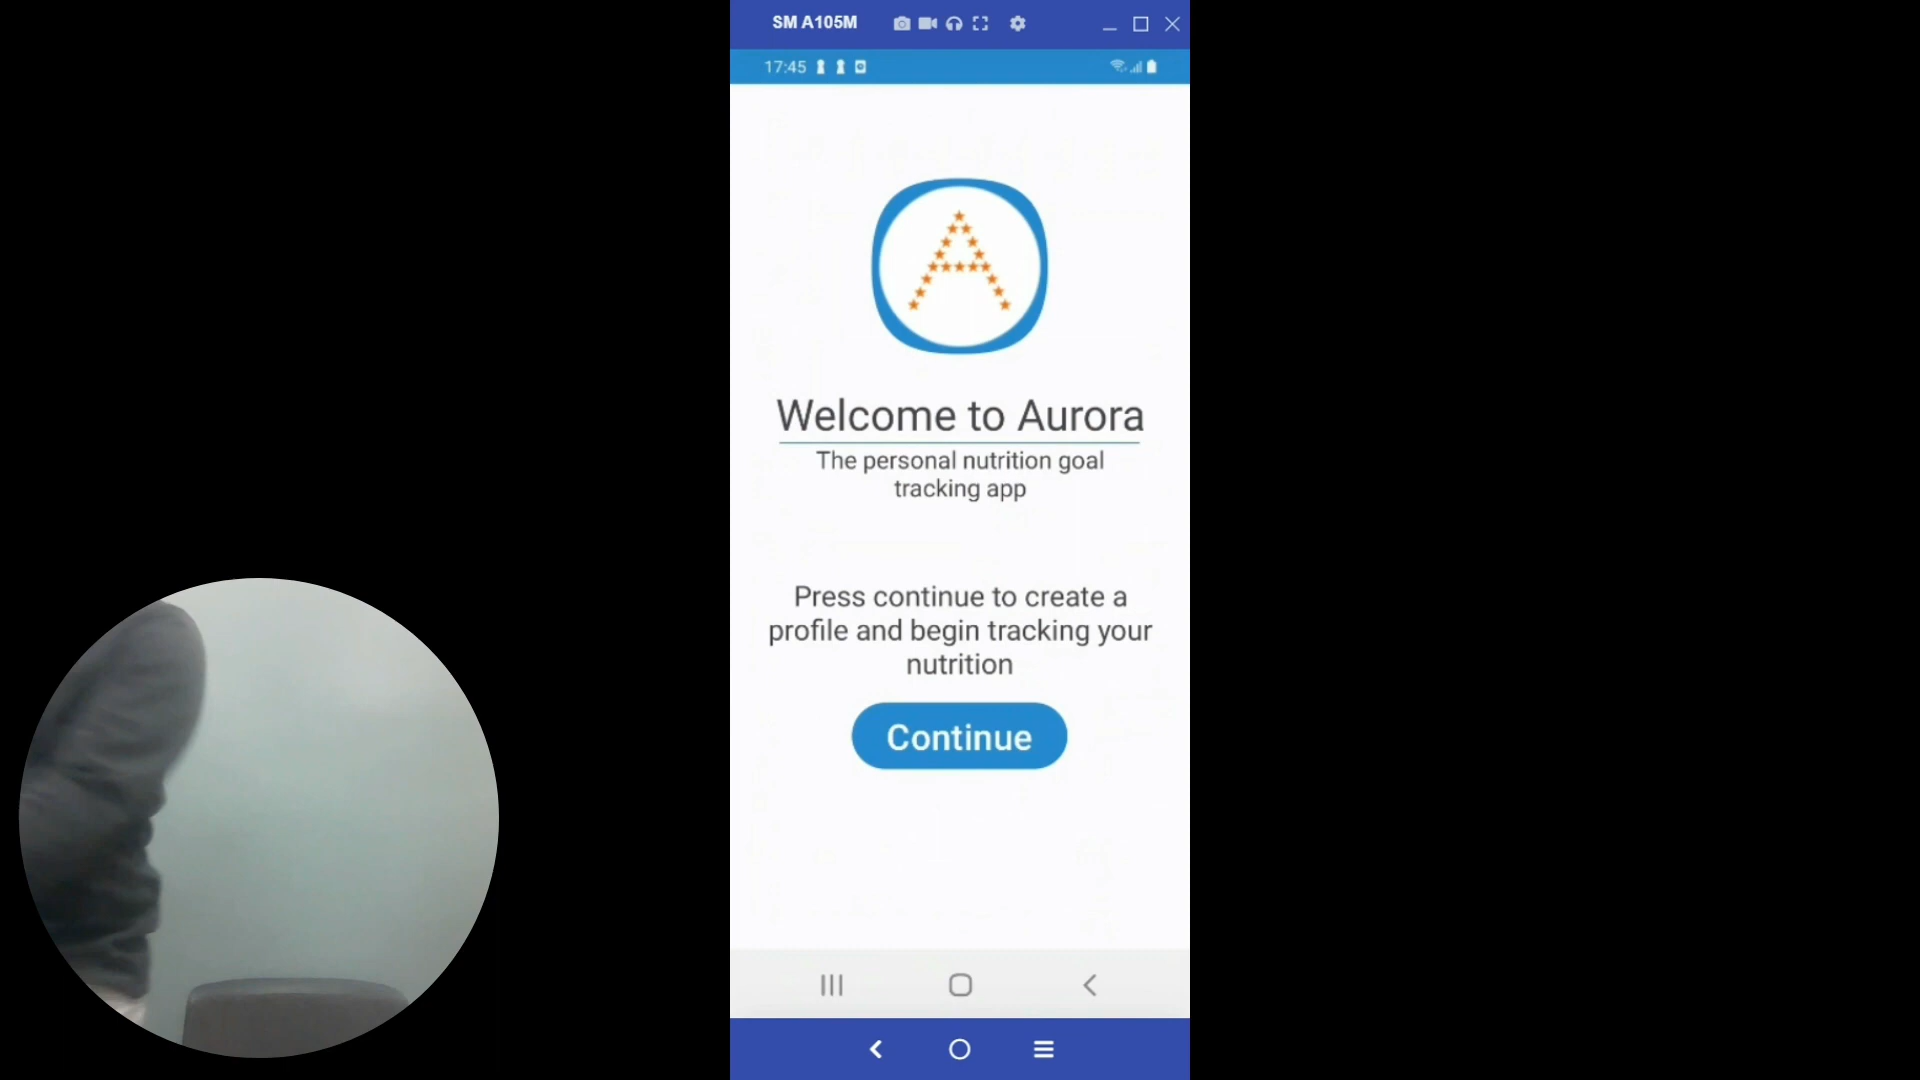 SM A105M
17:45
Welcome to Aurora
The personal nutrition goal
tracking app
Press continue to create a
profile and begin tracking your
nutrition
Continue